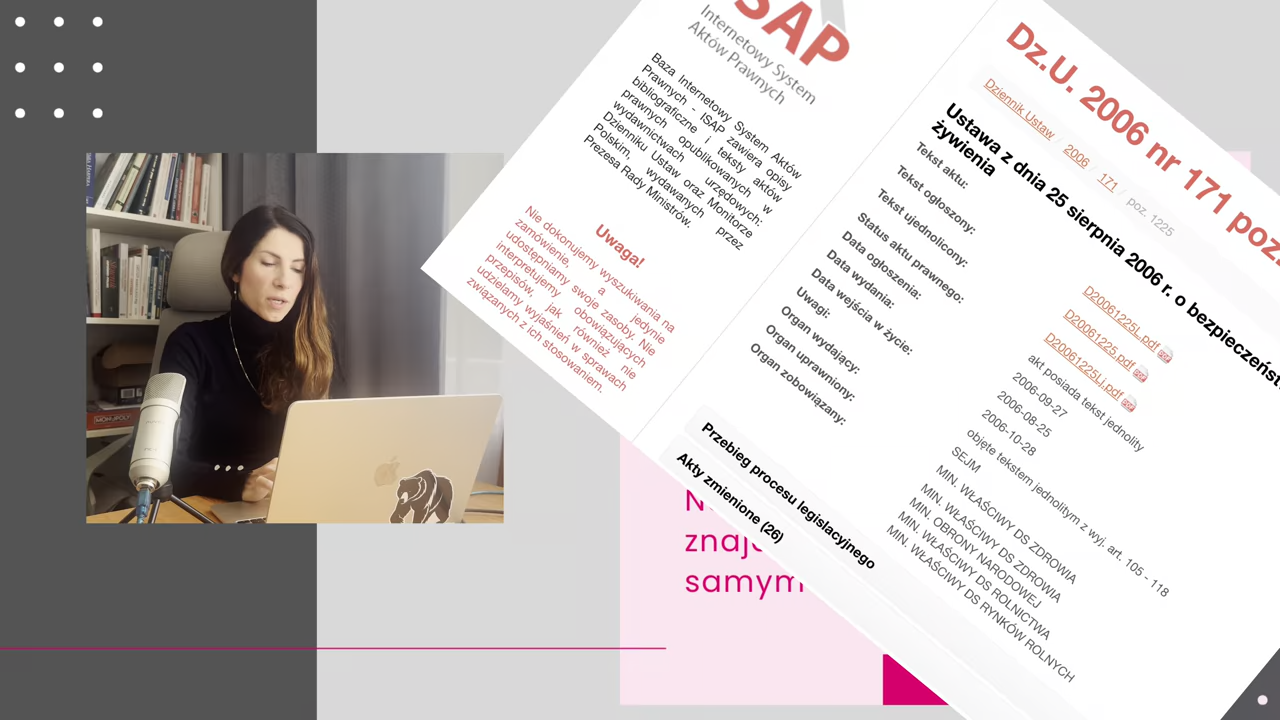 SAP
Internetowy System
Aktów Prawnych
Baza Internetowy System Aktów
Prawnych - ISAP zawiera opisy
bibliograficzne i teksty aktów
prawnych opublikowanych w
wydawnictwach urzędowych:
Dzienniku Ustaw oraz Monitorze
Polskim, wydawanych przez
Prezesa Rady Ministrów.
Uwaga!
Nie dokonujemy wyszukiwania na
zamówienie, a jedynie
udostępniamy swoje zasoby. Nie
interpretujemy obowiązujących
przepisów, jak również nie
udzielamy wyjaśnień w sprawach
związanych z ich stosowaniem.
Dz.U. 2006 nr 171 poz.
Dziennik Ustaw / 2006 / 171 / poz. 1225
Ustawa z dnia 25 sierpnia 2006 r. o bezpieczeńst
żywienia
Tekst aktu:
D20061225L.pdf
Tekst ogłoszony:
D20061225.pdf
Tekst ujednolicony:
D20061225Lj.pdf
Status aktu prawnego:
akt posiada tekst jednolity
Data ogłoszenia:
2006-09-27
Data wydania:
2006-08-25
Data wejścia w życie:
2006-10-28
Uwagi:
objęte tekstem jednolitym z wyj. art. 105 - 118
Organ wydający:
SEJM
Organ uprawniony:
MIN. WŁAŚCIWY DS ZDROWIA
Organ zobowiązany:
MIN. WŁAŚCIWY DS ZDROWIA
MIN. OBRONY NARODOWEJ
MIN. WŁAŚCIWY DS ROLNICTWA
MIN. WŁAŚCIWY DS RYNKÓW ROLNYCH
Przebieg procesu legislacyjnego
Akty zmienione (26)
samym
MONOPOLY